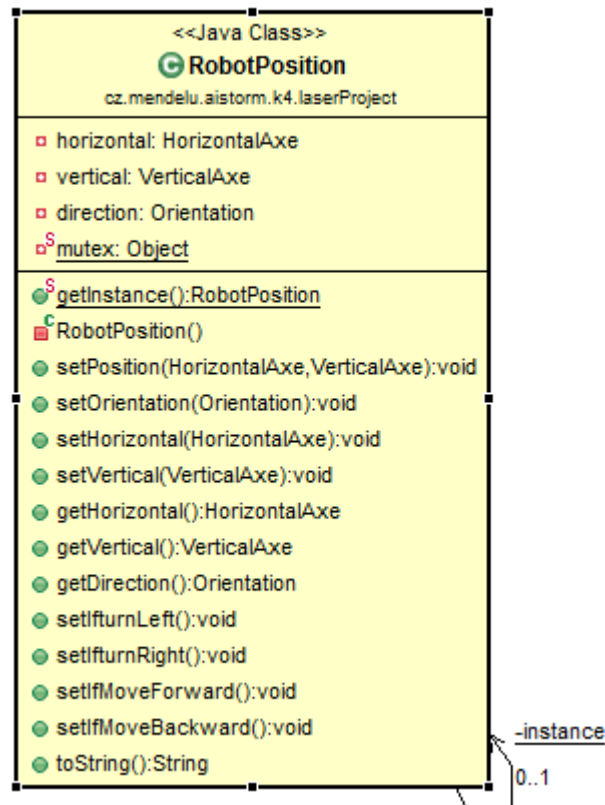 <<Java Class>>
RobotPosition
cz.mendelu.aistorm.k4.laserProject
horizontal: HorizontalAxe
vertical: VerticalAxe
direction: Orientation
S mutex: Object
S getInstance():RobotPosition
C RobotPosition()
setPosition(HorizontalAxe,VerticalAxe):void
setOrientation(Orientation):void
setHorizontal(HorizontalAxe):void
setVertical(VerticalAxe):void
getHorizontal():HorizontalAxe
getVertical():VerticalAxe
getDirection():Orientation
setIfturnLeft():void
setIfturnRight():void
setIfMoveForward():void
setIfMoveBackward():void
-instance
toString():String
0..1